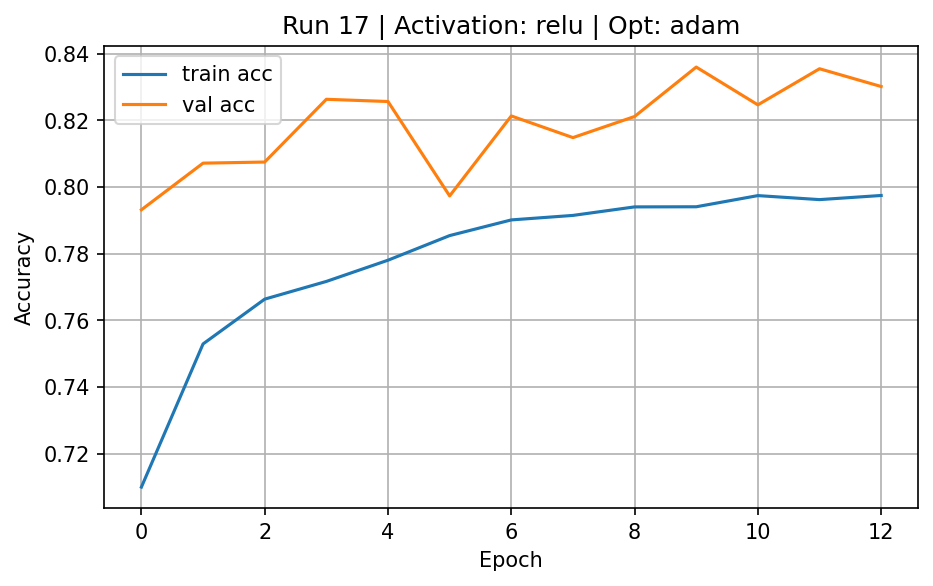 Run 17 | Activation: relu | Opt: adam
train acc
val acc
0.84
0.82
0.80
0.78
0.76
0.74
0.72
Accuracy
0 2 4 6 8 10 12
Epoch